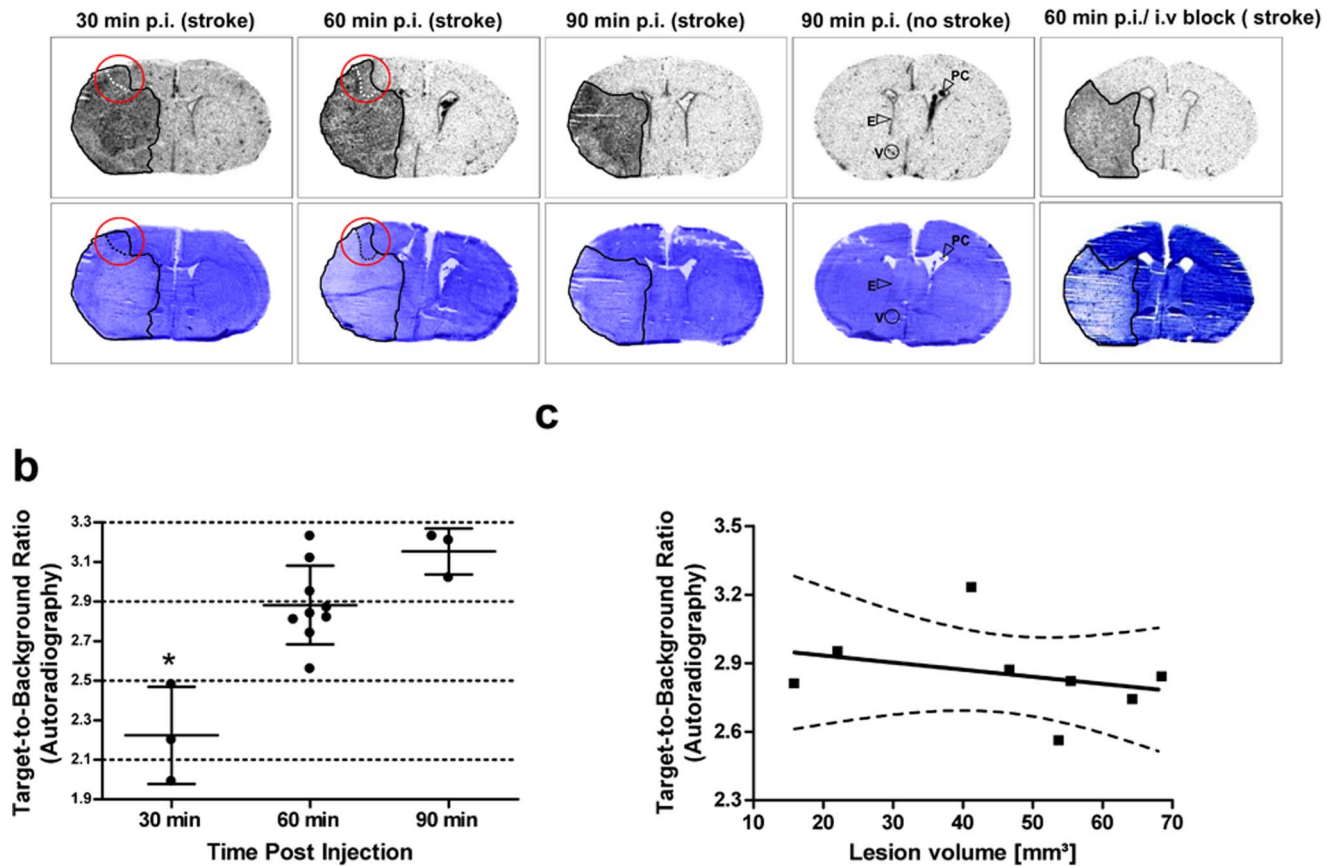 30 min p.i. (stroke)
60 min p.i. (stroke)
90 min p.i. (stroke)
90 min p.i. (no stroke)
60 min p.i./ i.v block ( stroke)
PC
E
V
PC
E
V
b
Target-to-Background Ratio
(Autoradiography)
3.3
3.1
2.9
2.7
2.5
2.3
2.1
1.9
*
30 min
60 min
90 min
Time Post Injection
c
Target-to-Background Ratio
(Autoradiography)
3.5
3.2
2.9
2.6
2.3
10
20
30
40
50
60
70
Lesion volume [mm³]